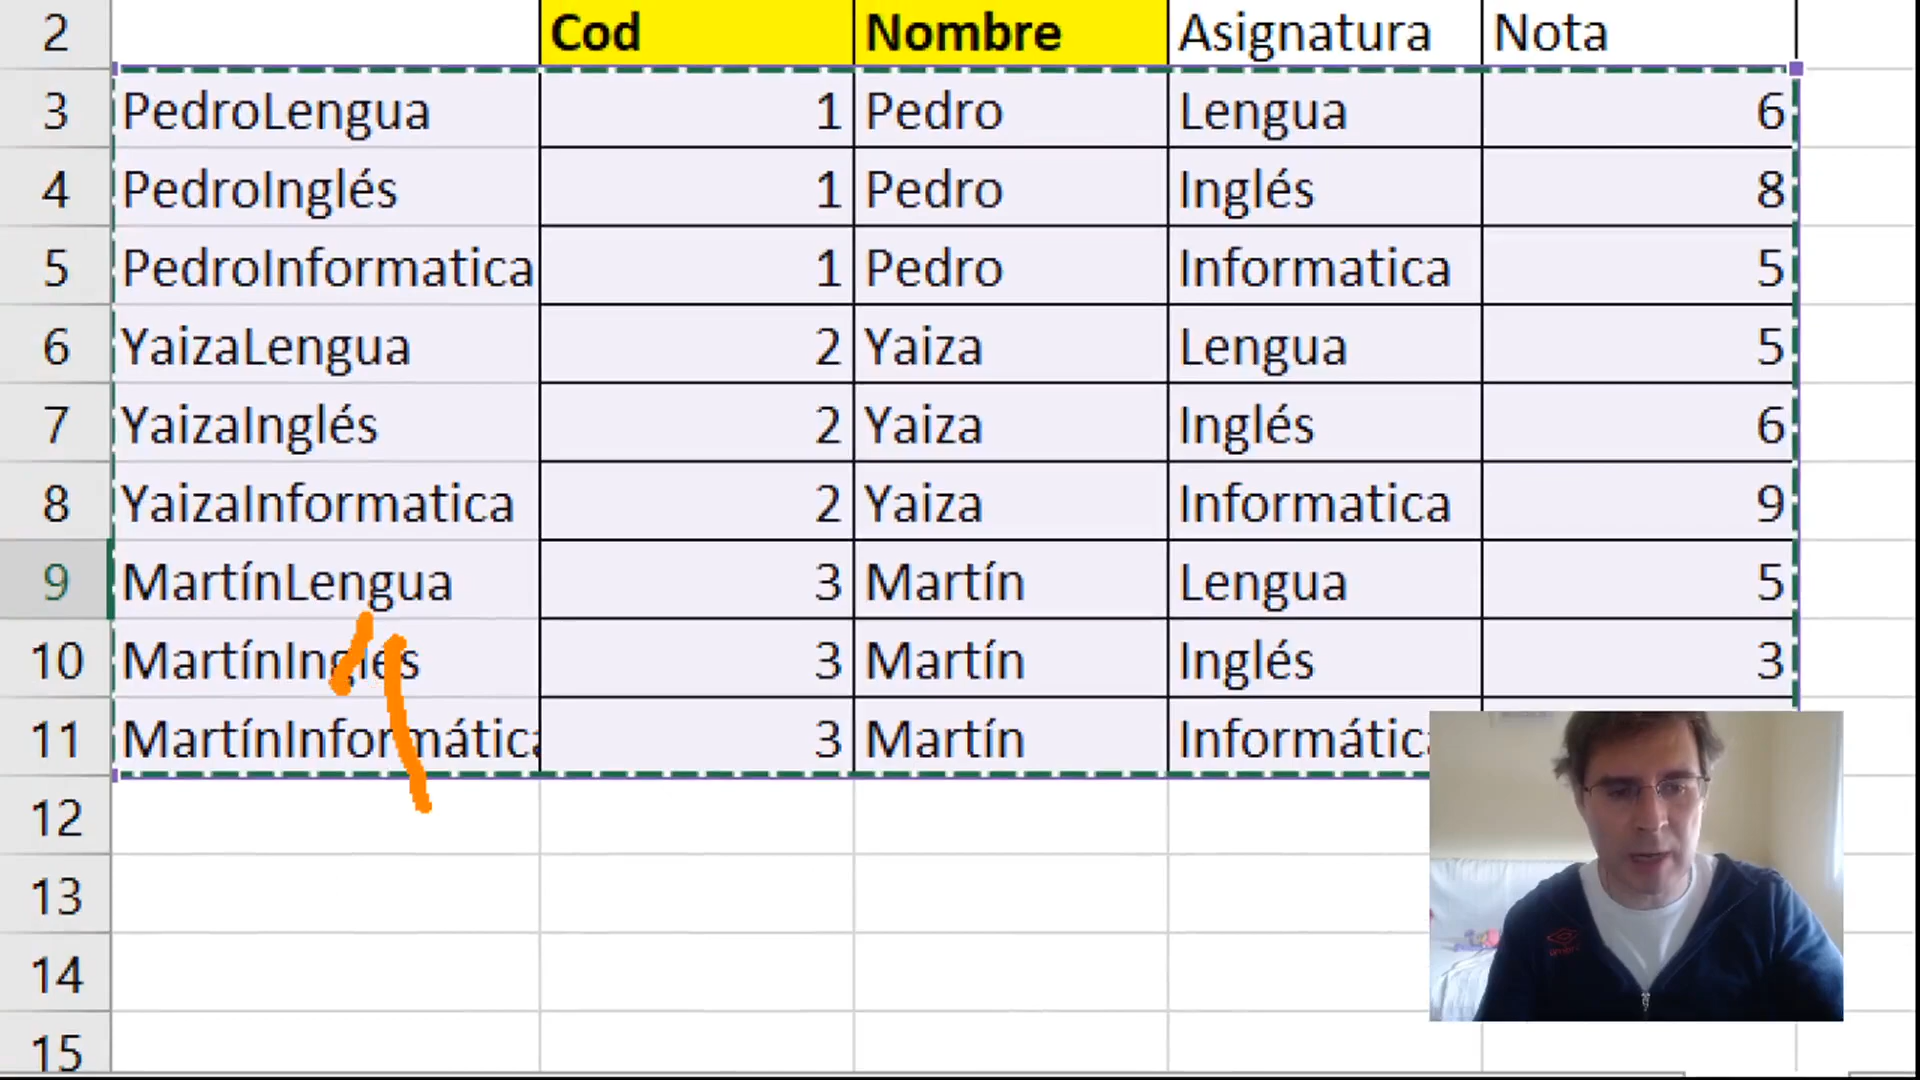 2 Cod Nombre Asignatura Nota
3 PedroLengua 1 Pedro Lengua 6
4 PedroInglés 1 Pedro Inglés 8
5 PedroInformatica 1 Pedro Informatica 5
6 YaizaLengua 2 Yaiza Lengua 5
7 YaizaInglés 2 Yaiza Inglés 6
8 YaizaInformatica 2 Yaiza Informatica 9
9 MartínLengua 3 Martín Lengua 5
10 MartínInglés 3 Martín Inglés 3
11 MartínInformática 3 Martín Informátic
12
13
14
15